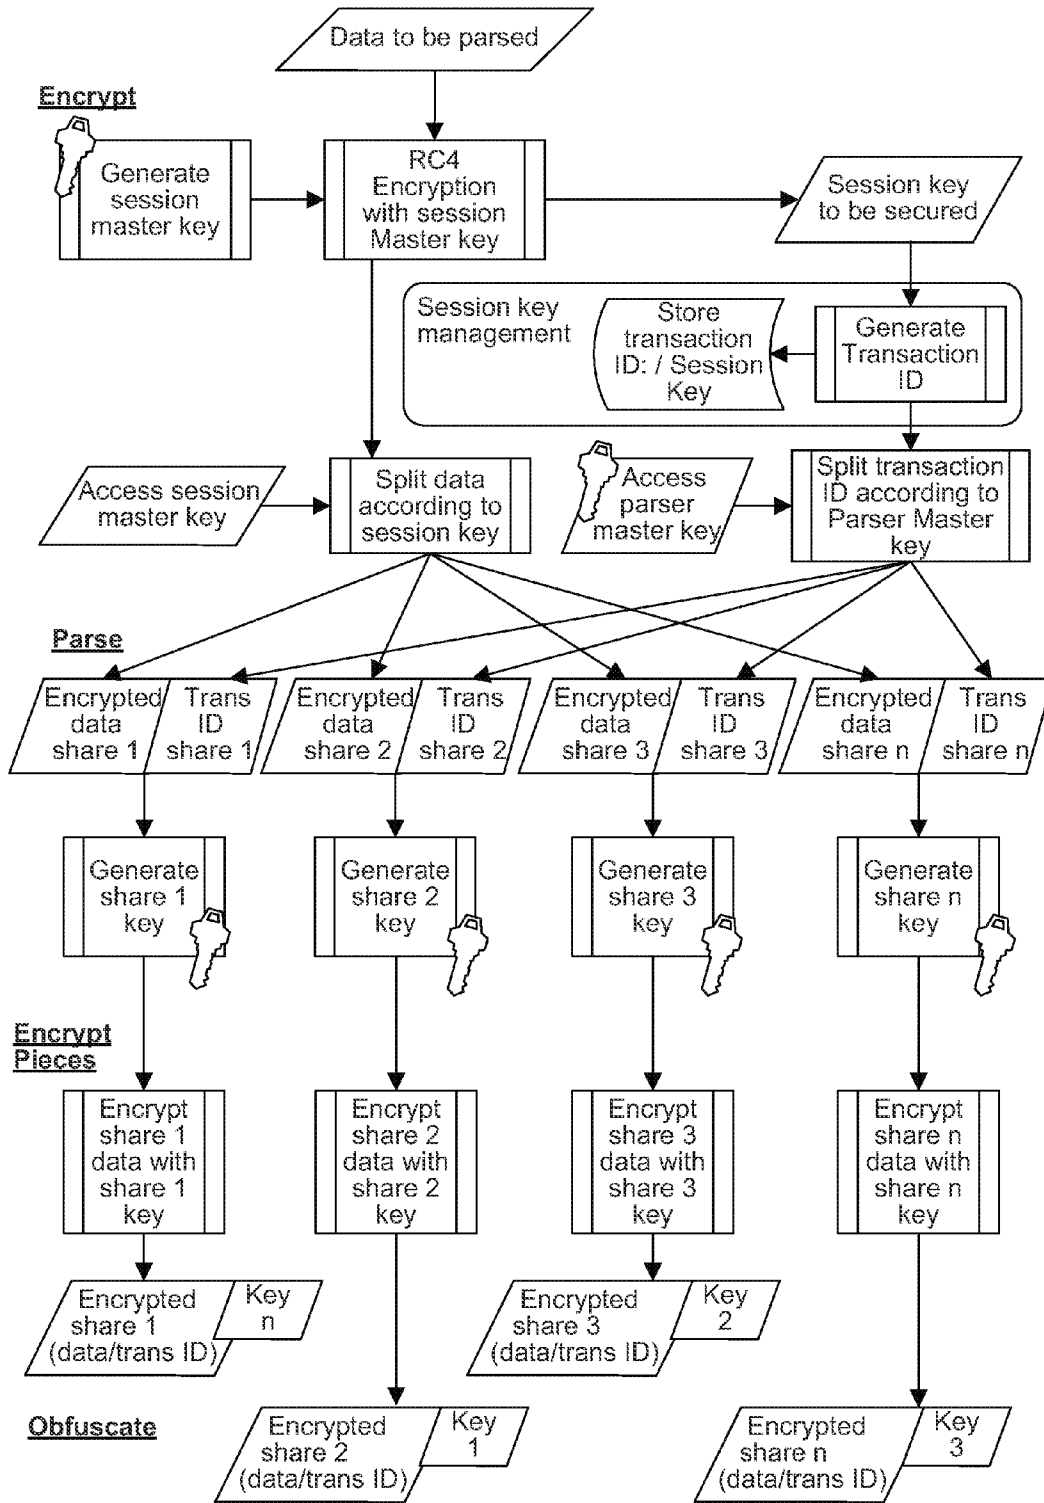 Data to be parsed
Encrypt
Generate
session
master key
RC4
Encryption
with session
Master key
Session key
to be secured
Session key
management
Store
transaction
ID: / Session
Key
Generate
Transaction
ID
Access session
master key
Split data
according to
session key
Access
parser
master key
Split transaction
ID according to
Parser Master
key
Parse
Encrypted
data
share 1
Trans
ID
share 1
Encrypted
data
share 2
Trans
ID
share 2
Encrypted
data
share 3
Trans
ID
share 3
Encrypted
data
share n
Trans
ID
share n
Generate
share 1
key
Generate
share 2
key
Generate
share 3
key
Generate
share n
key
Encrypt
Pieces
Encrypt
share 1
data with
share 1
key
Encrypt
share 2
data with
share 2
key
Encrypt
share 3
data with
share 3
key
Encrypt
share n
data with
share n
key
Encrypted
share 1
(data/trans ID)
Key
n
Encrypted
share 3
(data/trans ID)
Key
2
Obfuscate
Encrypted
share 2
(data/trans ID)
Key
1
Encrypted
share n
(data/trans ID)
Key
3